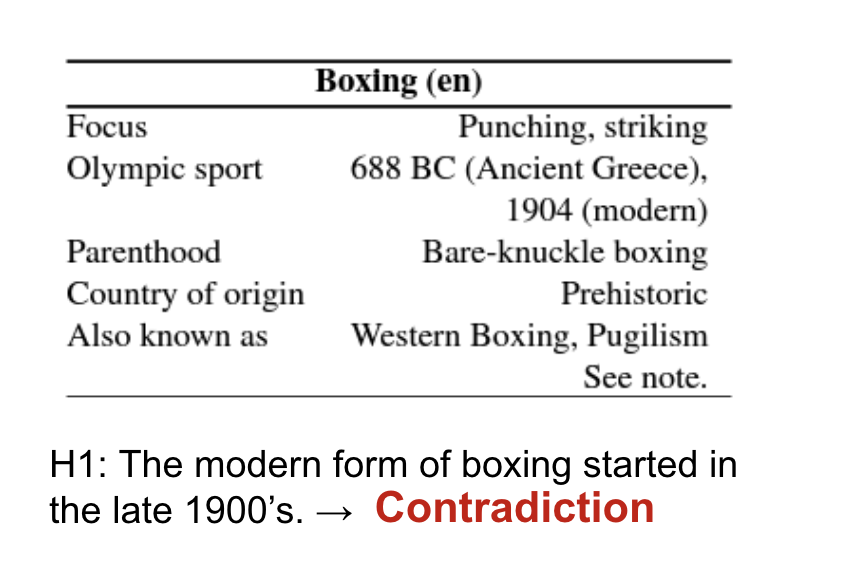 Boxing (en)
Focus Punching, striking
Olympic sport 688 BC (Ancient Greece),
1904 (modern)
Parenthood Bare-knuckle boxing
Country of origin Prehistoric
Also known as Western Boxing, Pugilism
See note.
H1: The modern form of boxing started in
the late 1900’s. → Contradiction